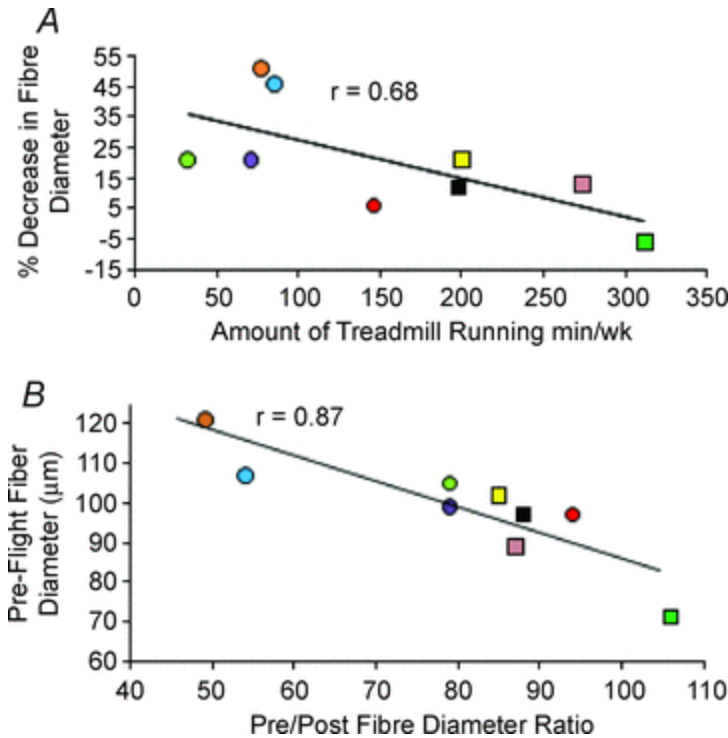 A
% Decrease in Fibre
Diameter
55
45
35
25
15
5
-5
-15
r = 0.68
0 50 100 150 200 250 300 350
Amount of Treadmill Running min/wk
B
Pre-Flight Fiber
Diameter (μm)
120
110
100
90
80
70
60
r = 0.87
40 50 60 70 80 90 100 110
Pre/Post Fibre Diameter Ratio